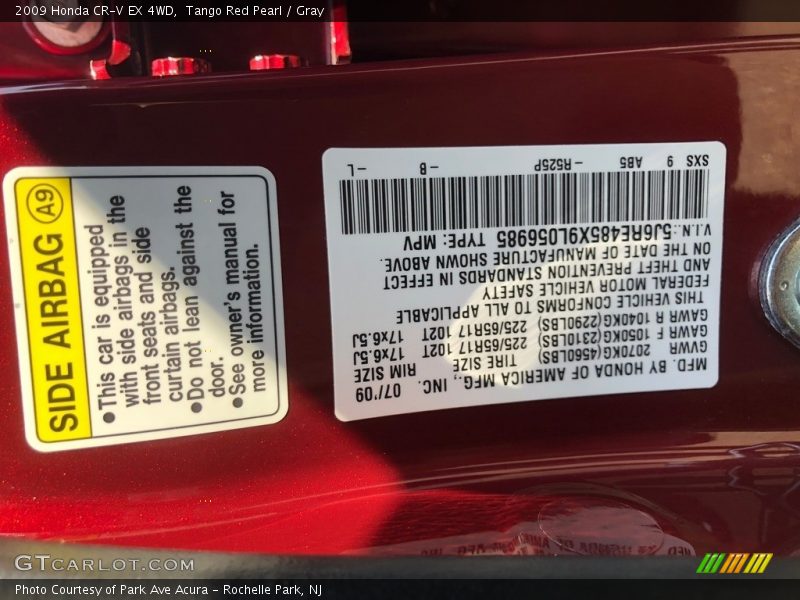 2009 Honda CR-V EX 4WD, Tango Red Pearl / Gray
SIDE AIRBAG A9
●This car is equipped
with side airbags in the
front seats and side
curtain airbags.
●Do not lean against the
door.
●See owner's manual for
more information.
MFD. BY HONDA OF AMERICA MFG., INC. 07/'09
GVWR 2070KG(4560LBS) TIRE SIZE RIM SIZE
GAWR F 1050KG(2310LBS) 225/65R17 102T 17x6.5J
GAWR R 1040KG(2290LBS) 225/65R17 102T 17x6.5J
THIS VEHICLE CONFORMS TO ALL APPLICABLE
FEDERAL MOTOR VEHICLE SAFETY
AND THEFT PREVENTION STANDARDS IN EFFECT
ON THE DATE OF MANUFACTURE SHOWN ABOVE.
V.I.N.: 5J6RE485X9L056985 TYPE: MPV
SXS 9 AB5 -R525P -B -L
GTCARLOT.COM
Photo Courtesy of Park Ave Acura - Rochelle Park, NJ